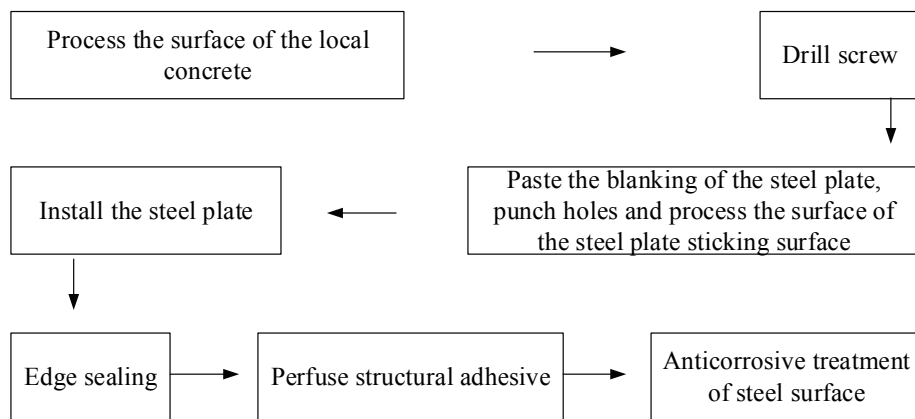 Process the surface of the local
concrete
Drill screw
Paste the blanking of the steel plate,
punch holes and process the surface of
the steel plate sticking surface
Install the steel plate
Edge sealing
Perfuse structural adhesive
Anticorrosive treatment
of steel surface